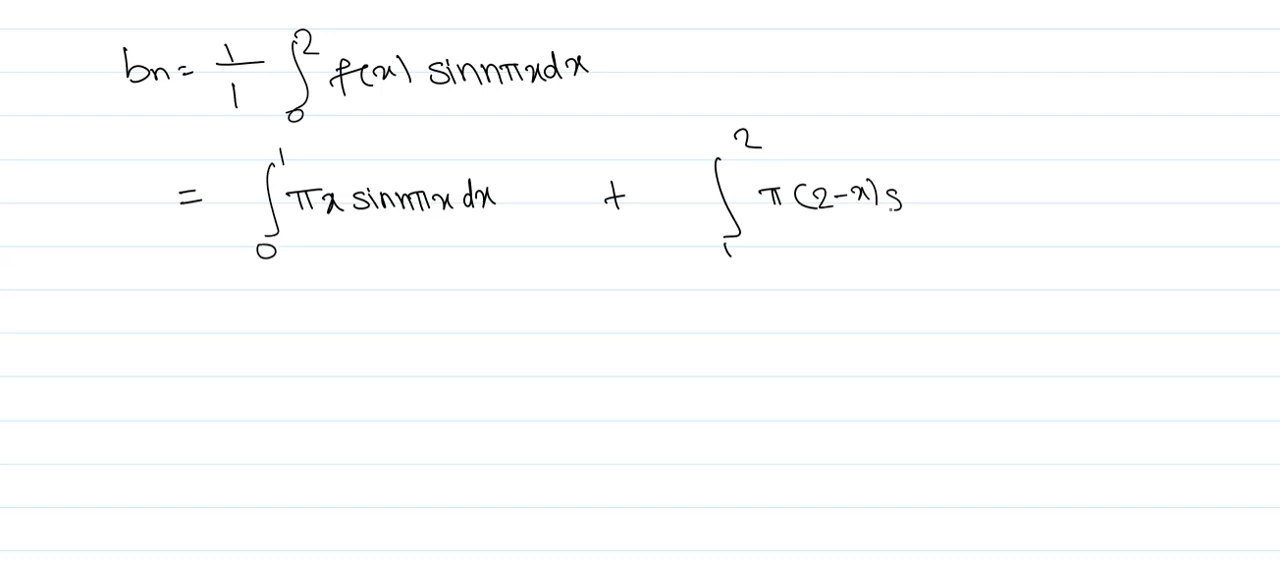 bn = 1/1 ∫₀² f(x) sin nπx dx
= ∫₀¹ πx sin nπx dx + ∫₁² π(2-x) s